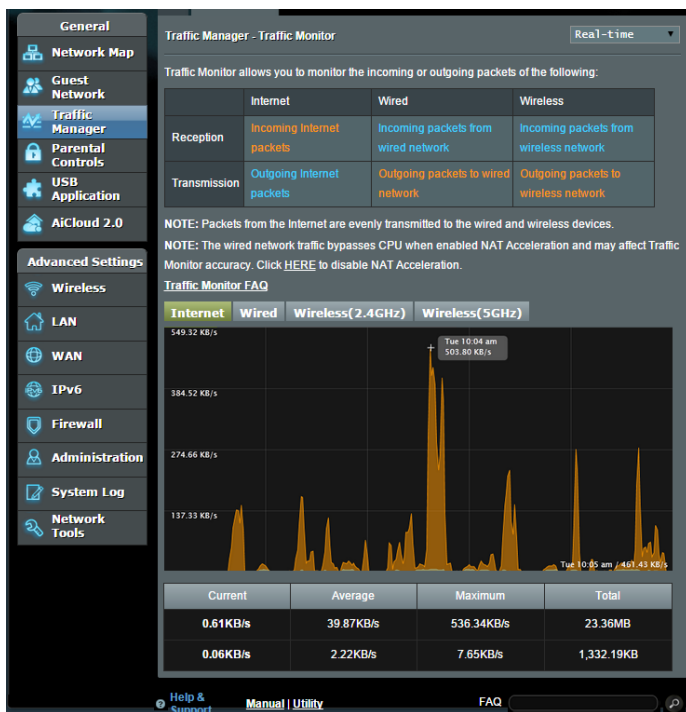 General
Network Map
Guest
Network
Traffic
Manager
Parental
Controls
USB
Application
AiCloud 2.0
Advanced Settings
Wireless
LAN
WAN
IPv6
Firewall
Administration
System Log
Network
Tools
Traffic Manager - Traffic Monitor
Real-time
Traffic Monitor allows you to monitor the incoming or outgoing packets of the following:
Internet Wired Wireless
Reception
Incoming Internet packets
Incoming packets from wired network
Incoming packets from wireless network
Transmission
Outgoing Internet packets
Outgoing packets to wired network
Outgoing packets to wireless network
NOTE: Packets from the Internet are evenly transmitted to the wired and wireless devices.
NOTE: The wired network traffic bypasses CPU when enabled NAT Acceleration and may affect Traffic
Monitor accuracy. Click HERE to disable NAT Acceleration.
Traffic Monitor FAQ
Internet Wired Wireless(2.4GHz) Wireless(5GHz)
549.32 KB/s
Tue 10:04 am
503.80 KB/s
384.52 KB/s
274.66 KB/s
137.33 KB/s
Tue 10:05 am / 461.43 KB/s
Current Average Maximum Total
0.61KB/s 39.87KB/s 536.34KB/s 23.36MB
0.06KB/s 2.22KB/s 7.65KB/s 1,332.19KB
Help &
Support
Manual | Utility
FAQ